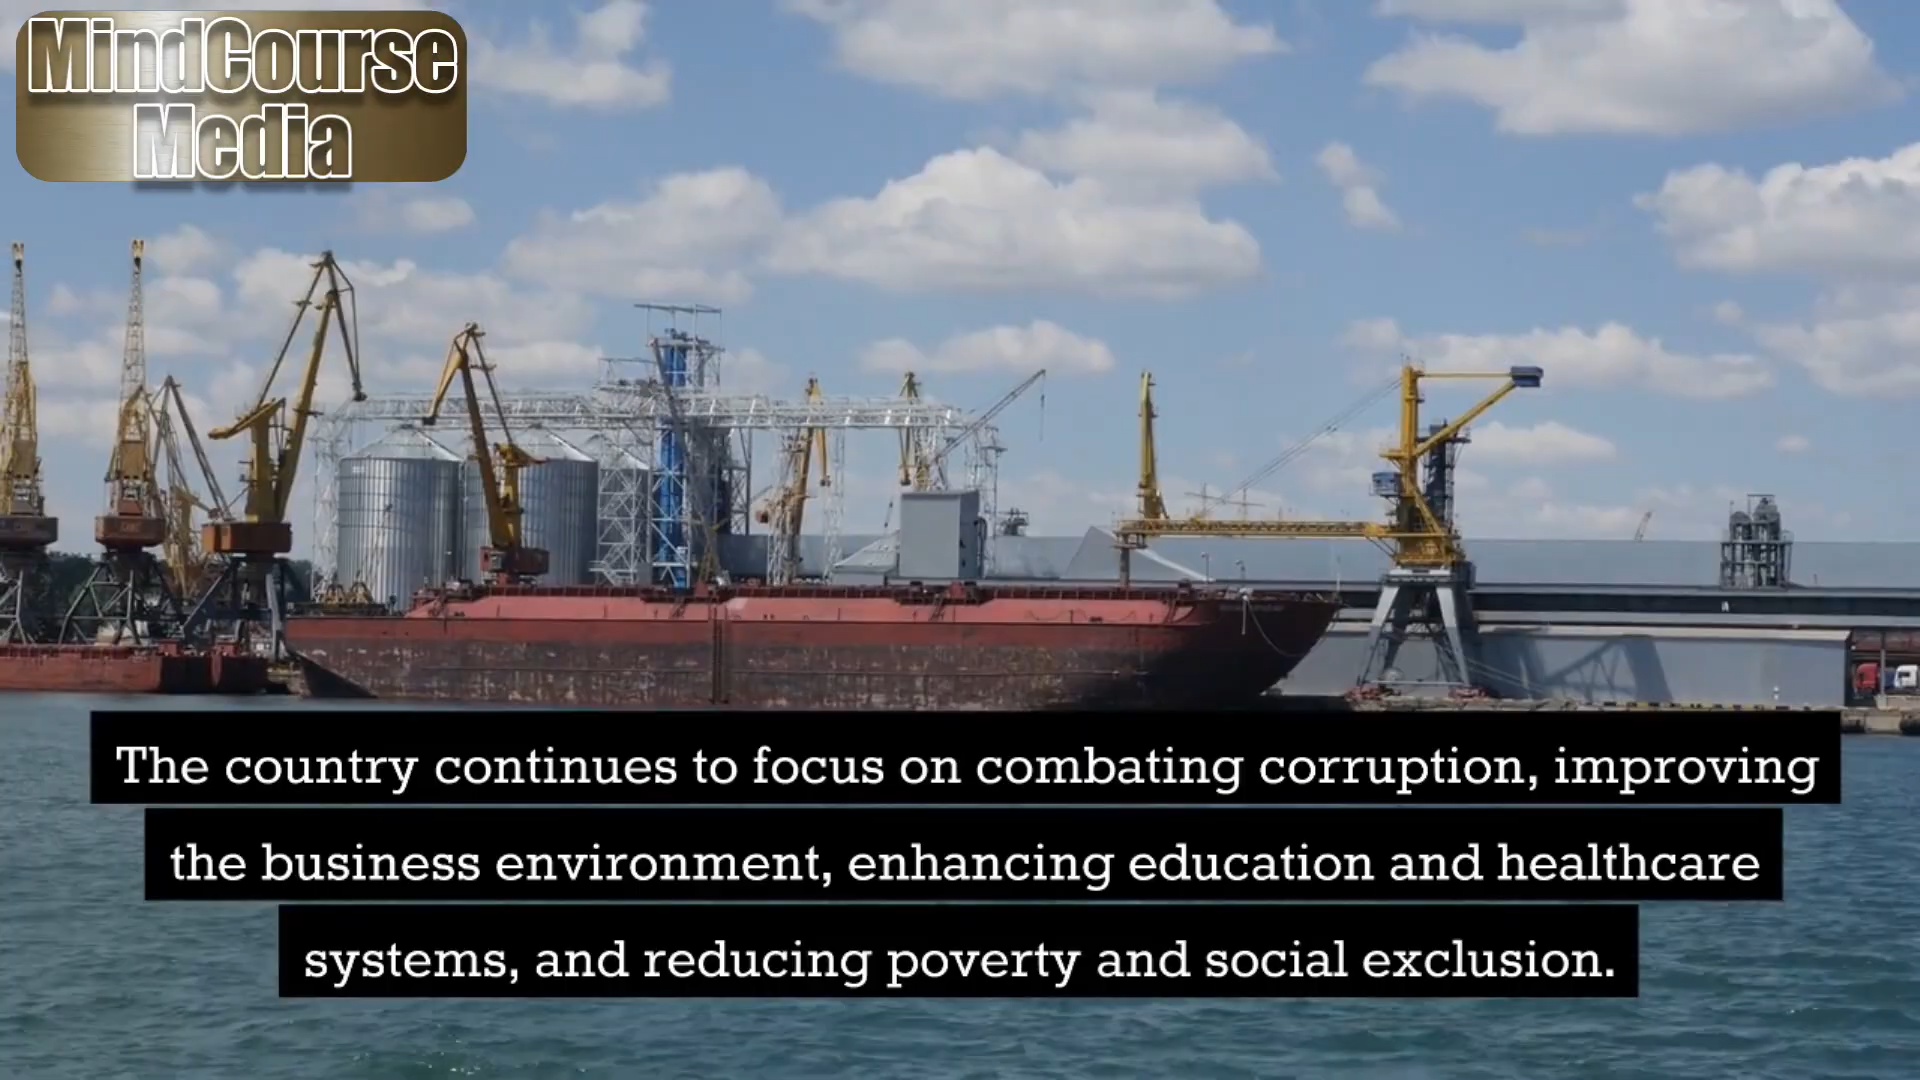 MindCourse
Media
The country continues to focus on combating corruption, improving
the business environment, enhancing education and healthcare
systems, and reducing poverty and social exclusion.